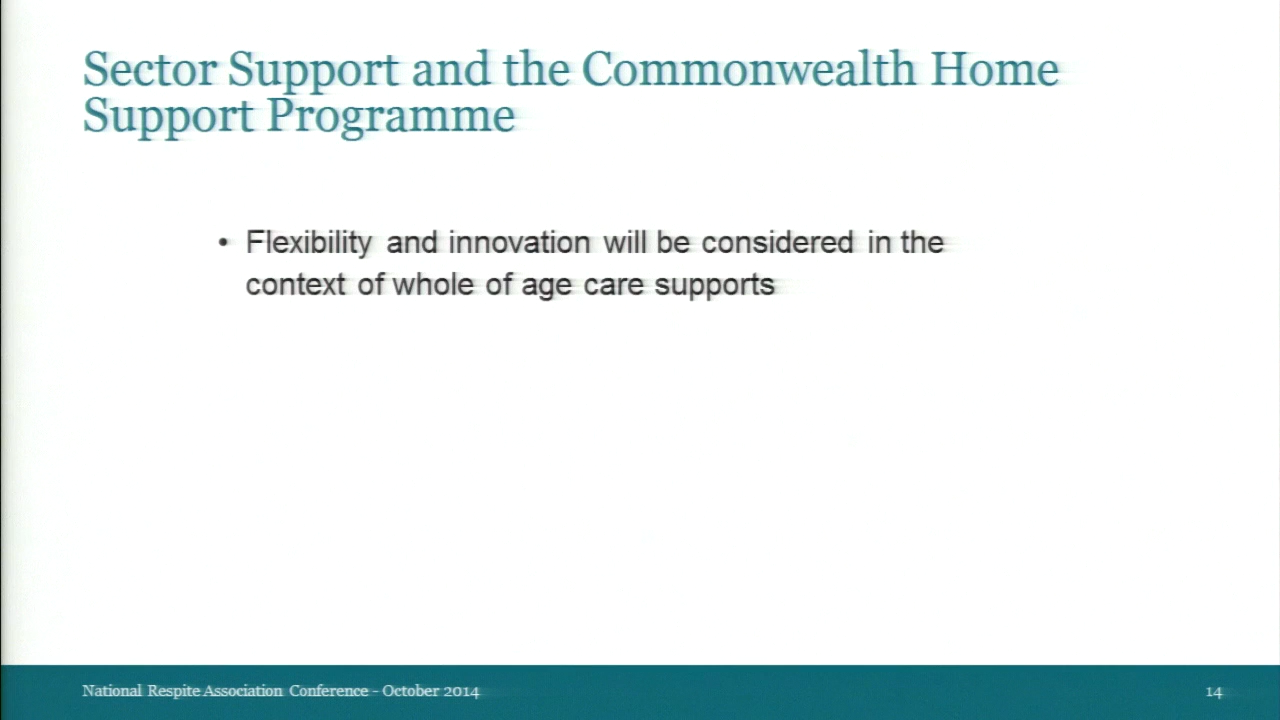 Sector Support and the Commonwealth Home
Support Programme
• Flexibility and innovation will be considered in the
context of whole of age care supports
National Respite Association Conference - October 2014
14